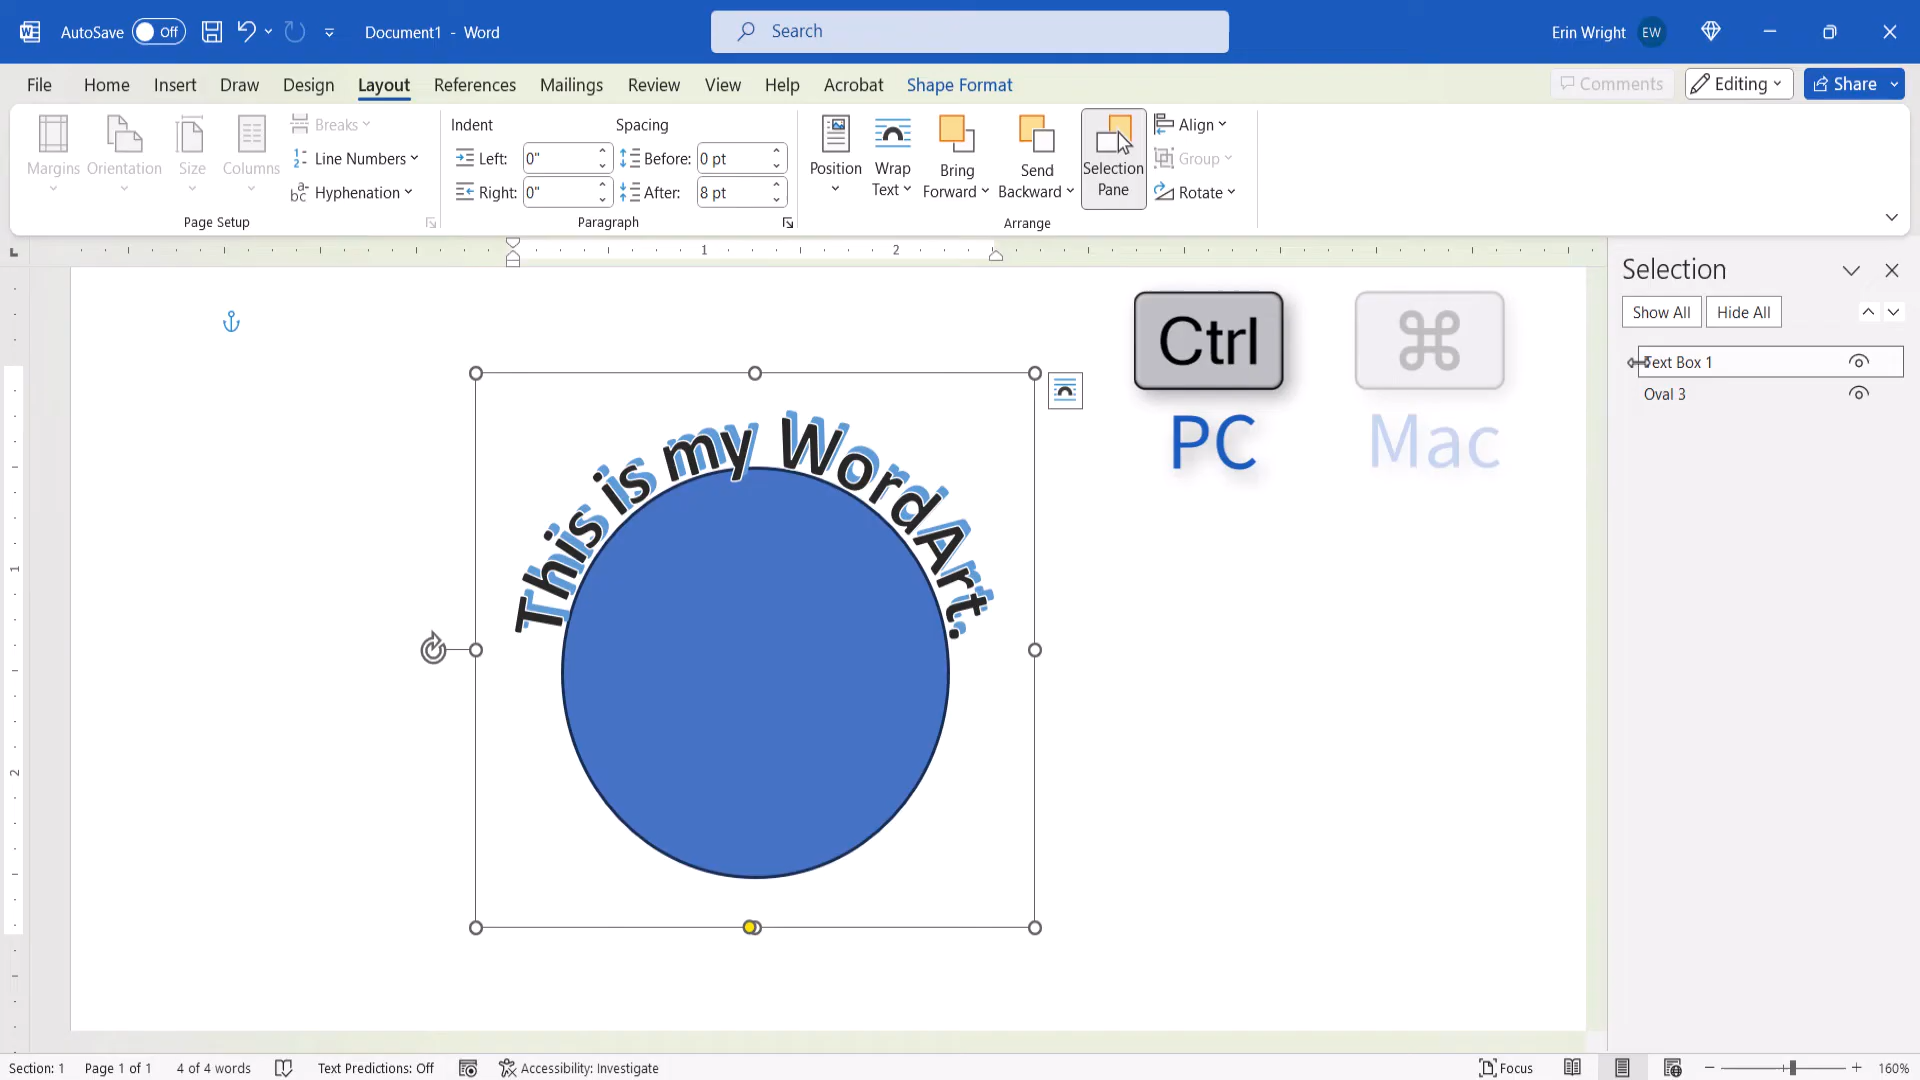 AutoSave Off Document1 - Word Search Erin Wright EW
File Home Insert Draw Design Layout References Mailings Review View Help Acrobat Shape Format Comments Editing Share
Margins Orientation Size Columns Breaks Line Numbers Hyphenation
Page Setup
Indent Spacing
Left: 0" Before: 0 pt
Right: 0" After: 8 pt
Paragraph
Position Wrap Text Bring Forward Send Backward Selection Pane Align Group Rotate
Arrange
1 2
Selection
Show All Hide All
Text Box 1
Oval 3
Ctrl ⌘
PC Mac
This is my WordArt.
1
2
Section: 1 Page 1 of 1 4 of 4 words Text Predictions: Off Accessibility: Investigate Focus 160%